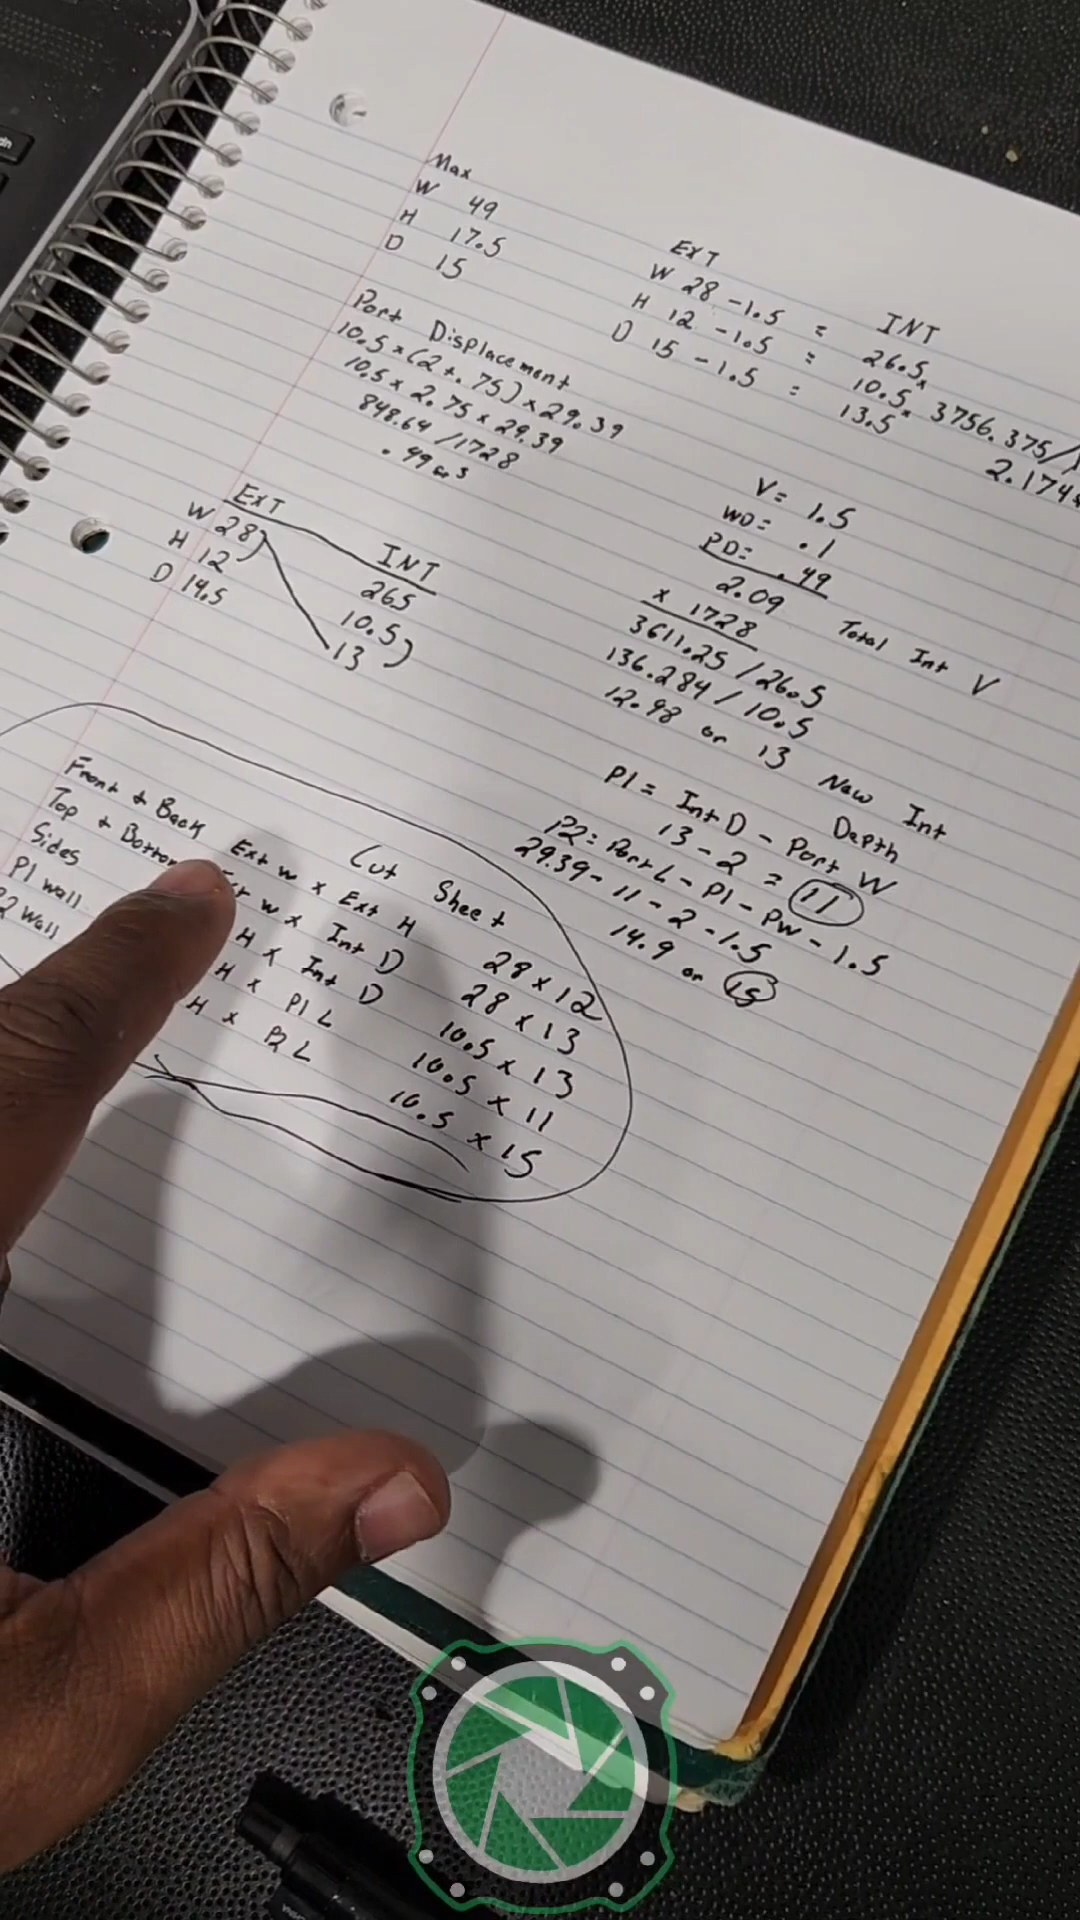 Max
W 49
H 17.5
D 15
EXT
INT
W 28 - 1.5 = 26.5 x
H 12 - 1.5 = 10.5 x 3756.375/
D 15 - 1.5 = 13.5
2.174
Port Displacement
10.5 x (2 + .75) x 29.39
10.5 x 2.75 x 29.39
848.64 / 1728
.49
V = 1.5
WD = .1
PD = .49
2.09 Total Int V
x 1728
3611.25 / 26.5
136.284 / 10.5
12.98 or 13 New Int Depth
EXT INT
W 28 26.5
H 12 10.5
D 14.5 13
P1 = Int D - Port W
13 - 2 = 11
P2 = Port L - P1 - PW - 1.5
29.39 - 11 - 2 - 1.5
14.9 or 15
Cut Sheet
Front + Back Ext W x Ext H 28 x 12
Top + Bottom W x Int D 28 x 13
Sides H x Int D 10.5 x 13
P1 Wall H x P1 L 10.5 x 11
2 Wall H x P2 L 10.5 x 15